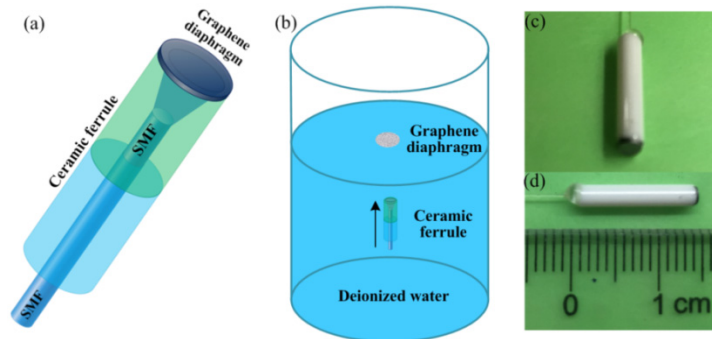 (a)
Graphene
diaphragm
Ceramic ferrule
SMF
SMF
(b)
Graphene
diaphragm
Ceramic
ferrule
Deionized water
(c)
(d)
0 1 cm